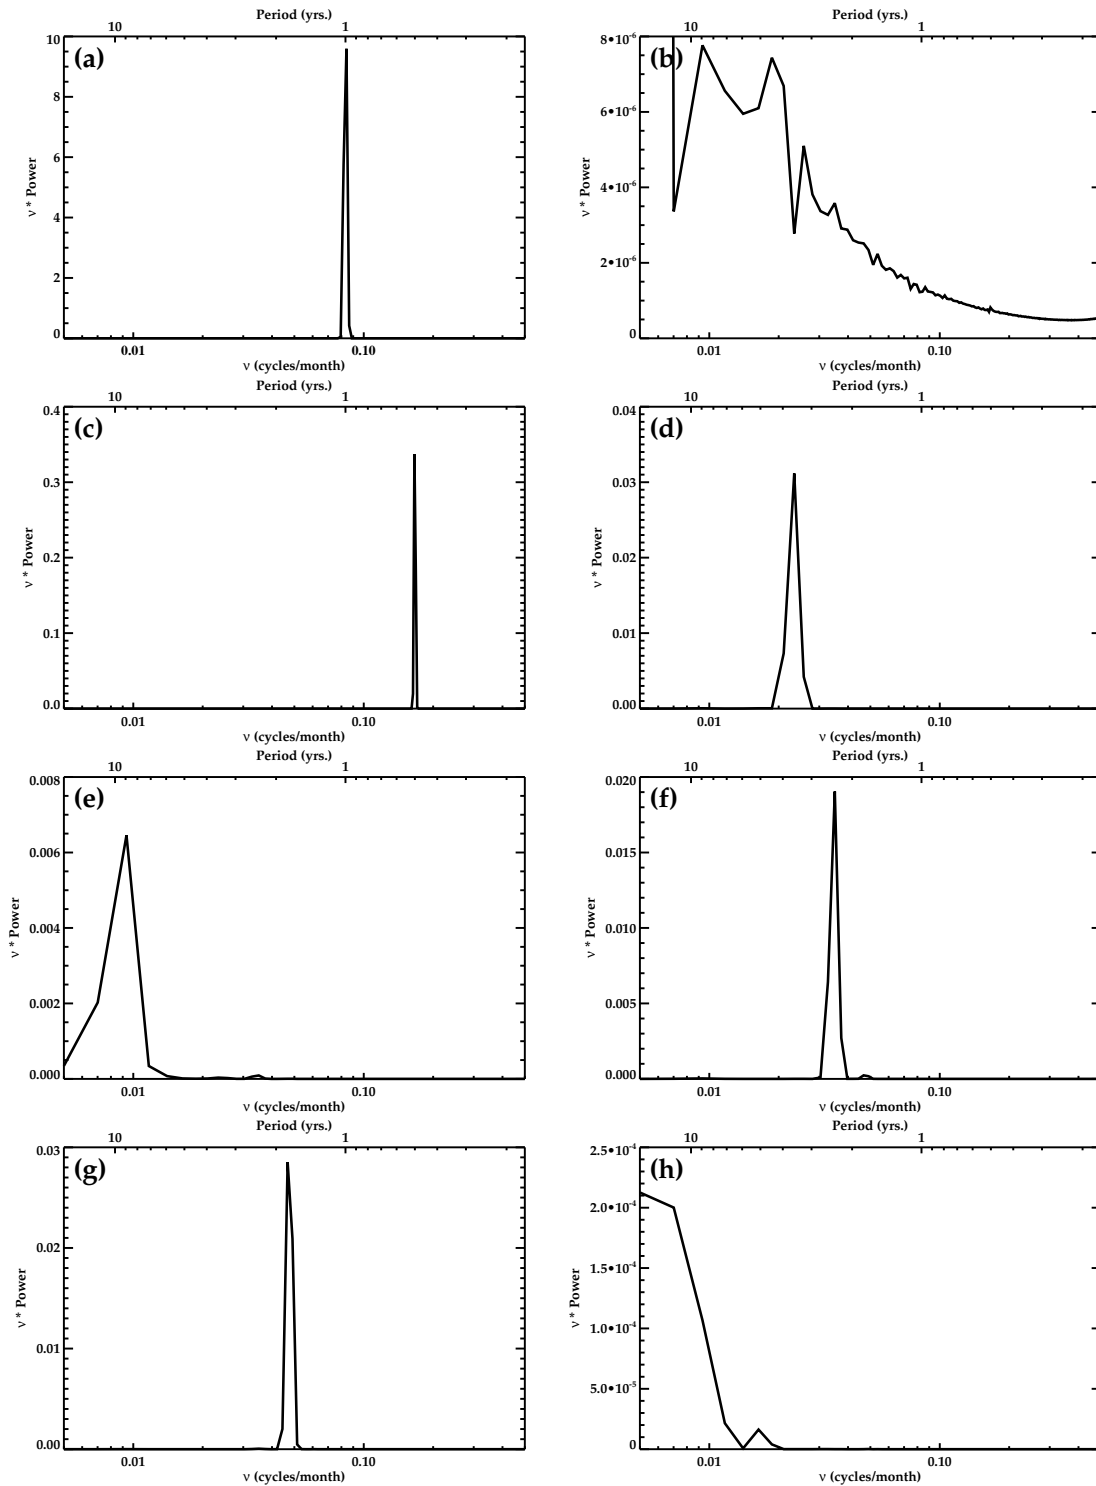 Period (yrs.)
10 1
(a)
10
8
6
4
2
0
ν * Power
0.01 0.10
ν (cycles/month)
Period (yrs.)
10 1
(b)
8•10⁻⁶
6•10⁻⁶
4•10⁻⁶
2•10⁻⁶
0
ν * Power
0.01 0.10
ν (cycles/month)
Period (yrs.)
10 1
(c)
0.4
0.3
0.2
0.1
0.0
ν * Power
0.01 0.10
ν (cycles/month)
Period (yrs.)
10 1
(d)
0.04
0.03
0.02
0.01
0.00
ν * Power
0.01 0.10
ν (cycles/month)
Period (yrs.)
10 1
(e)
0.008
0.006
0.004
0.002
0.000
ν * Power
0.01 0.10
ν (cycles/month)
Period (yrs.)
10 1
(f)
0.020
0.015
0.010
0.005
0.000
ν * Power
0.01 0.10
ν (cycles/month)
Period (yrs.)
10 1
(g)
0.03
0.02
0.01
0.00
ν * Power
0.01 0.10
ν (cycles/month)
Period (yrs.)
10 1
(h)
2.5•10⁻⁴
2.0•10⁻⁴
1.5•10⁻⁴
1.0•10⁻⁴
5.0•10⁻⁵
0
ν * Power
0.01 0.10
ν (cycles/month)